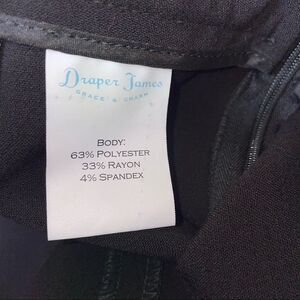 Draper James
GRACE & CHARM
BODY:
63% POLYESTER
33% RAYON
4% SPANDEX